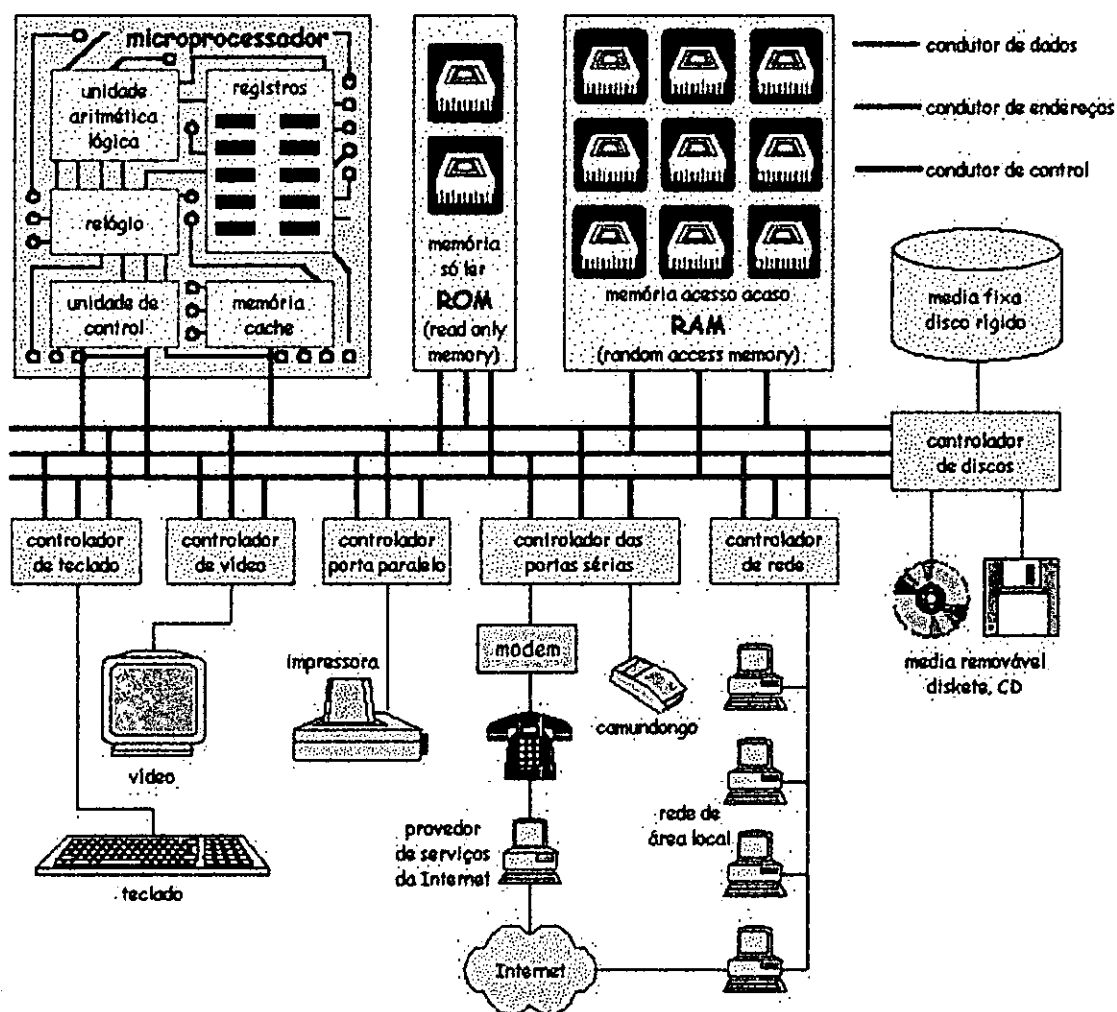 microprocessador
unidade
aritmética
lógica
registros
relógio
unidade de
control
memória
cache
memória
só ler
ROM
(read only
memory)
memória acesso acaso
RAM
(random access memory)
condutor de dados
condutor de endereças
condutor de control
media fixa
disco rígido
controlador
de discos
media removável
diskete, CD
controlador
de teclado
controlador
de vídeo
controlador
porta paralelo
controlador das
portas sérias
controlador
de rede
vídeo
teclado
impressora
modem
camundongo
provedor
de serviços
da Internet
Internet
rede de
área local